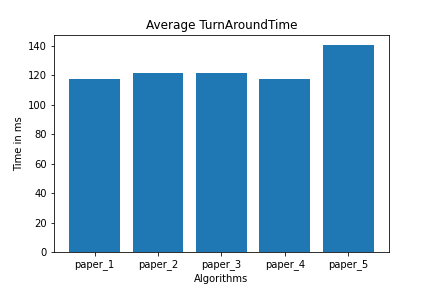 Average TurnAroundTime
140
120
100
80
60
40
20
0
Time in ms
paper_1 paper_2 paper_3 paper_4 paper_5
Algorithms